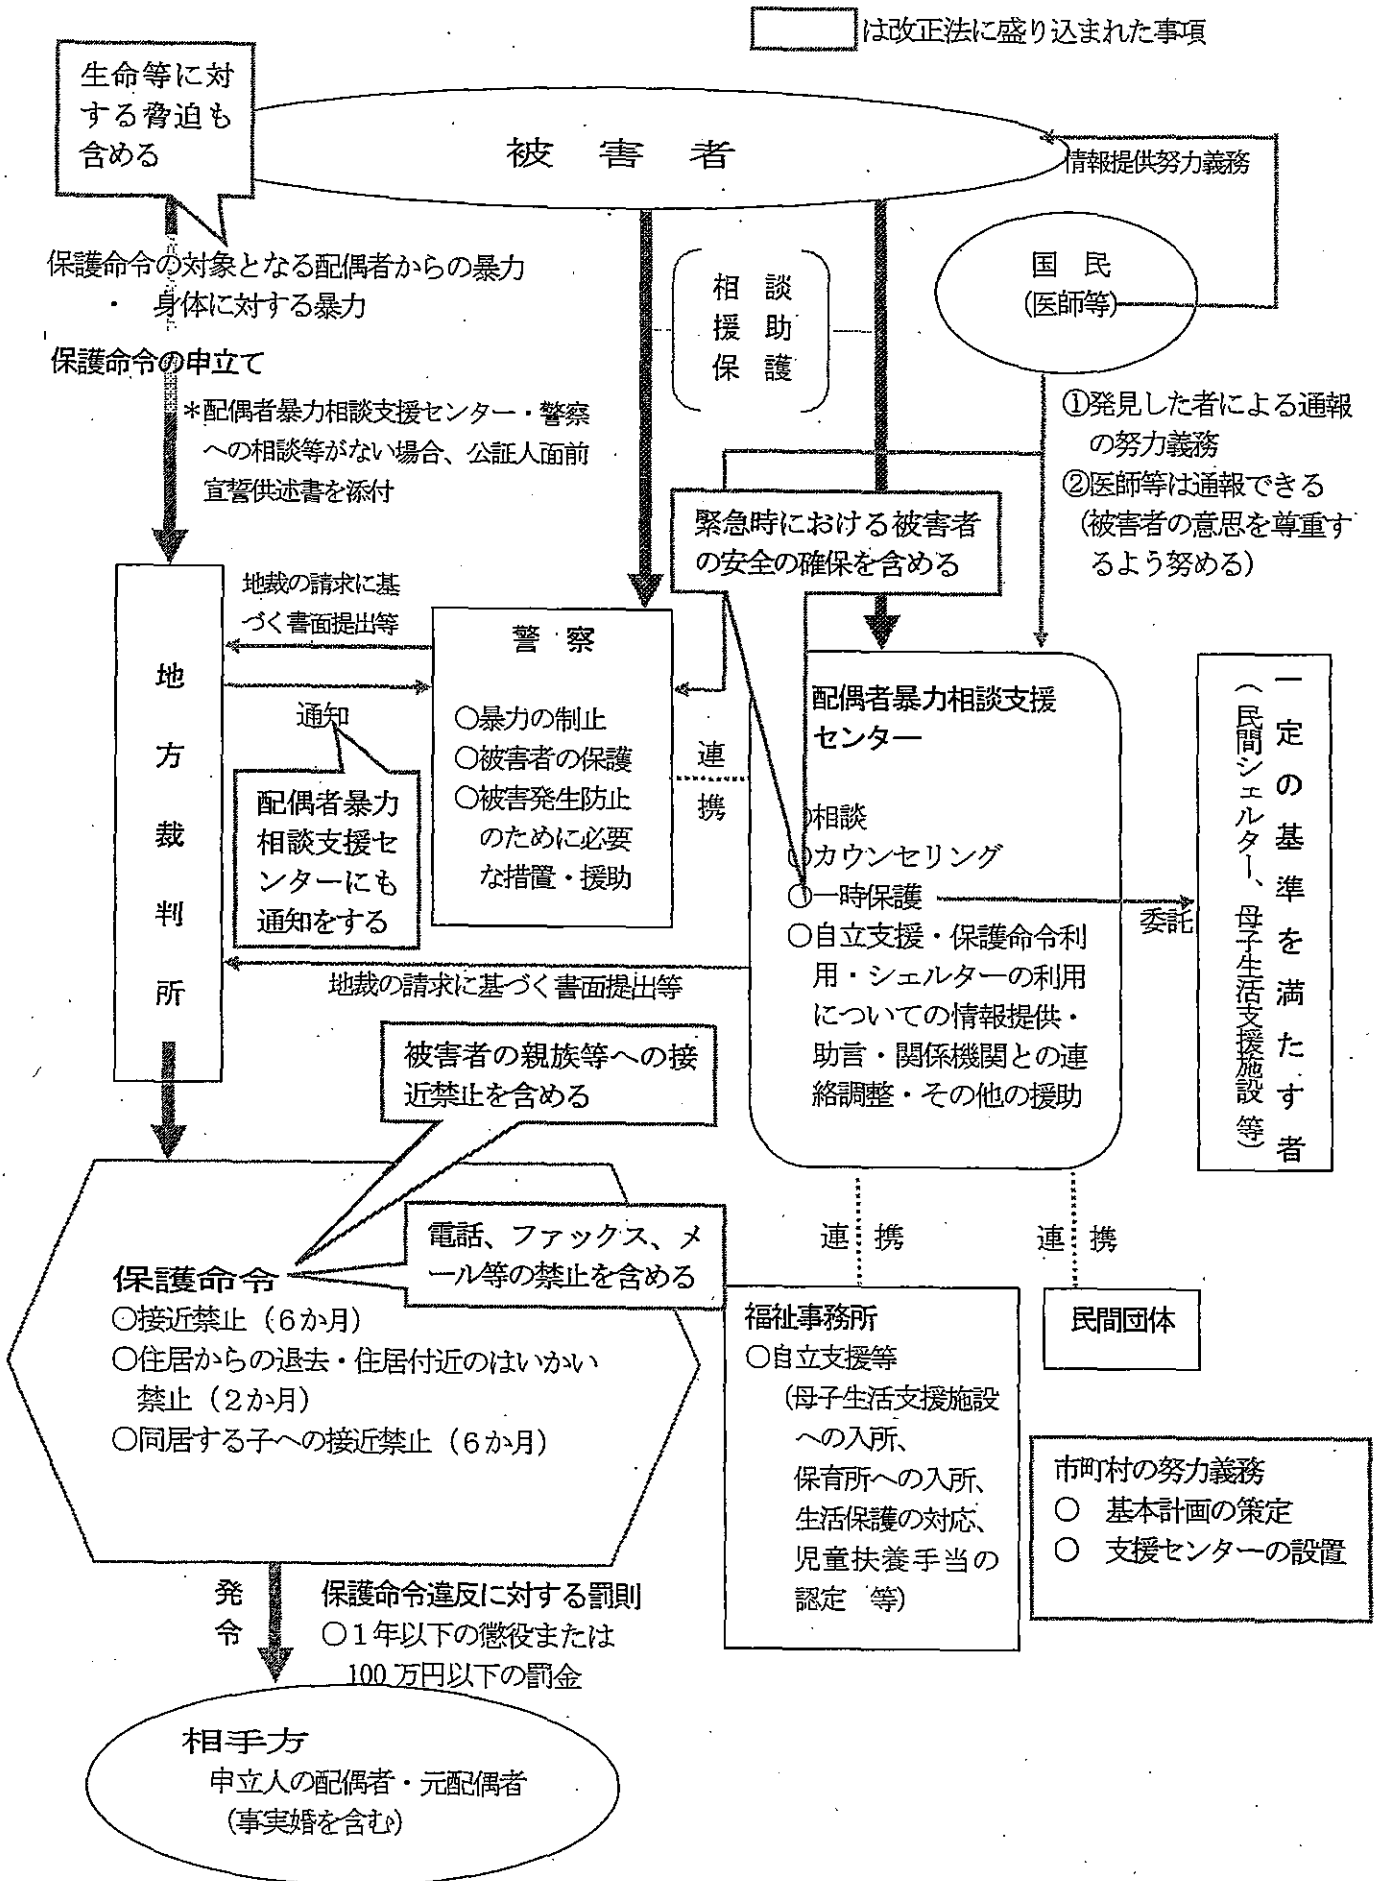 は改正法に盛り込まれた事項
生命等に対
する脅迫も
含める
被害者
情報提供努力義務
国民
(医師等)
保護命令の対象となる配偶者からの暴力
・ 身体に対する暴力
相談
援助
保護
保護命令の申立て
*配偶者暴力相談支援センター・警察
への相談等がない場合、公証人面前
宣誓供述書を添付
①発見した者による通報
の努力義務
②医師等は通報できる
(被害者の意思を尊重す
るよう努める)
緊急時における被害者
の安全の確保を含める
地裁の請求に基
づく書面提出等
地方裁判所
通知
配偶者暴力
相談支援セ
ンターにも
通知をする
警察
○暴力の制止
○被害者の保護
○被害発生防止
のために必要
な措置・援助
連携
配偶者暴力相談支援
センター
○相談
○カウンセリング
○一時保護
○自立支援・保護命令利
用・シェルターの利用
についての情報提供・
助言・関係機関との連
絡調整・その他の援助
委託
一定の基準を満たす者
(民間シェルター、母子生活支援施設等)
地裁の請求に基づく書面提出等
被害者の親族等への接
近禁止を含める
電話、ファックス、メ
ール等の禁止を含める
保護命令
○接近禁止(6か月)
○住居からの退去・住居付近のはいかい
禁止(2か月)
○同居する子への接近禁止(6か月)
連携
連携
福祉事務所
○自立支援等
(母子生活支援施設
への入所、
保育所への入所、
生活保護の対応、
児童扶養手当の
認定 等)
民間団体
市町村の努力義務
○ 基本計画の策定
○ 支援センターの設置
発令
保護命令違反に対する罰則
○1年以下の懲役または
100万円以下の罰金
相手方
申立人の配偶者・元配偶者
(事実婚を含む)